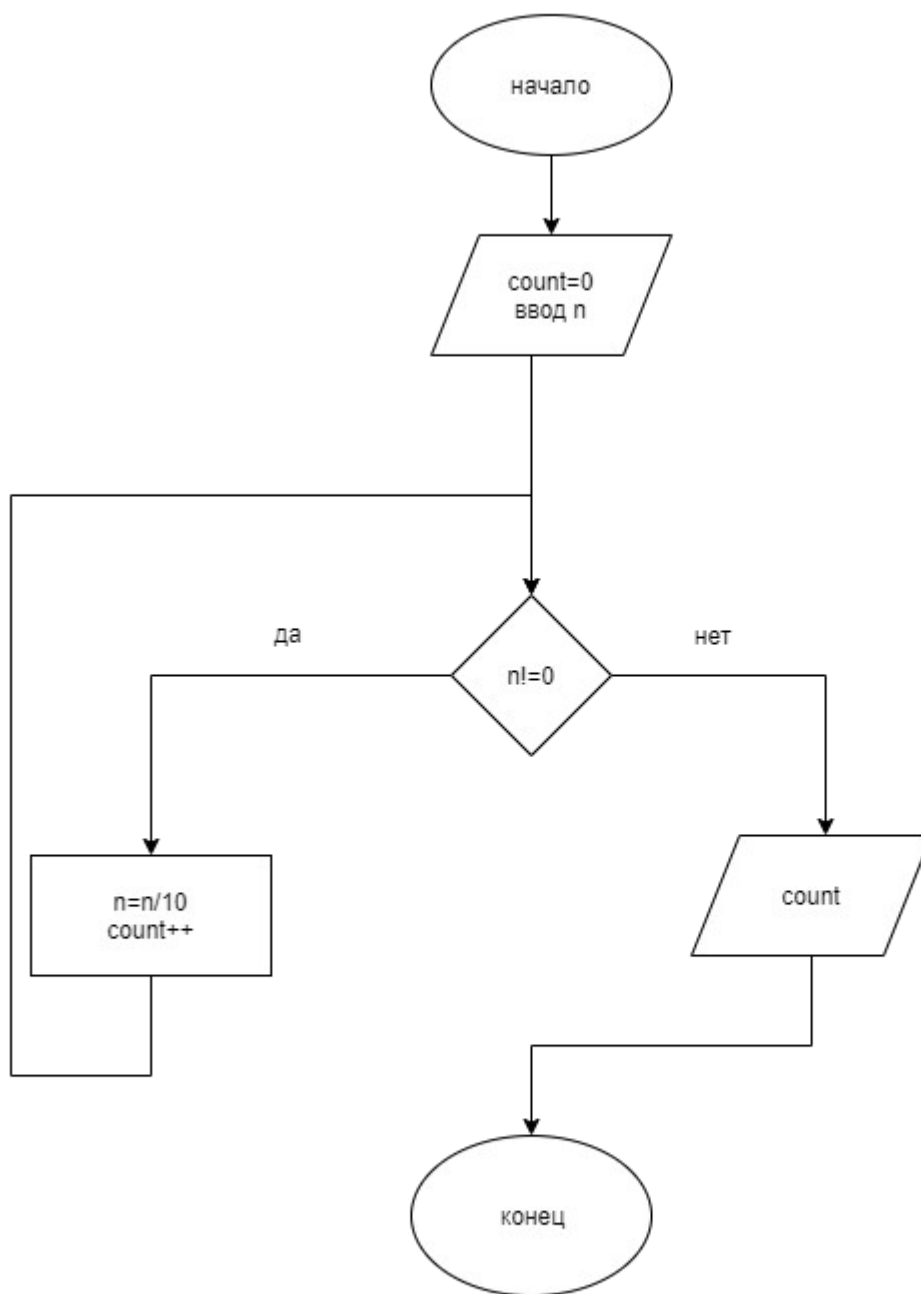 начало
count=0
ввод n
да
нет
n!=0
n=n/10
count++
count
конец